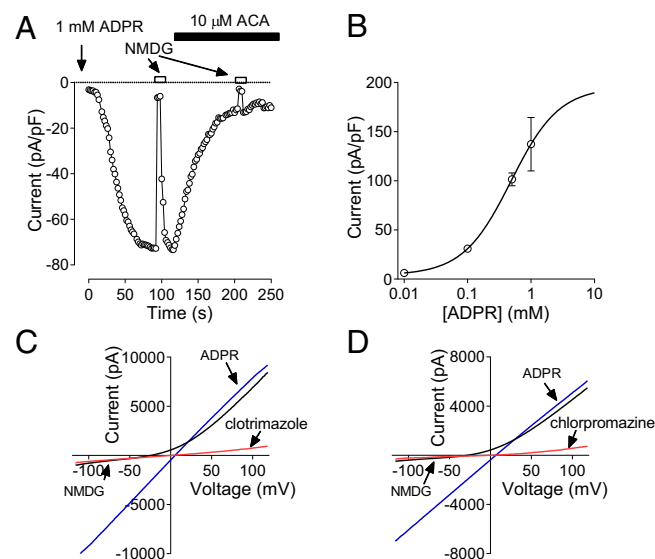 A
10 μM ACA
1 mM ADPR
NMDG
0
-20
-40
-60
-80
Current (pA/pF)
0 50 100 150 200 250
Time (s)
B
200
150
100
50
0
Current (pA/pF)
0.01 0.1 1 10
[ADPR] (mM)
C
10000
5000
-5000
-10000
Current (pA)
ADPR
clotrimazole
-100 -50 50 100
NMDG
Voltage (mV)
D
8000
4000
-4000
-8000
Current (pA)
ADPR
chlorpromazine
-100 -50 50 100
NMDG
Voltage (mV)